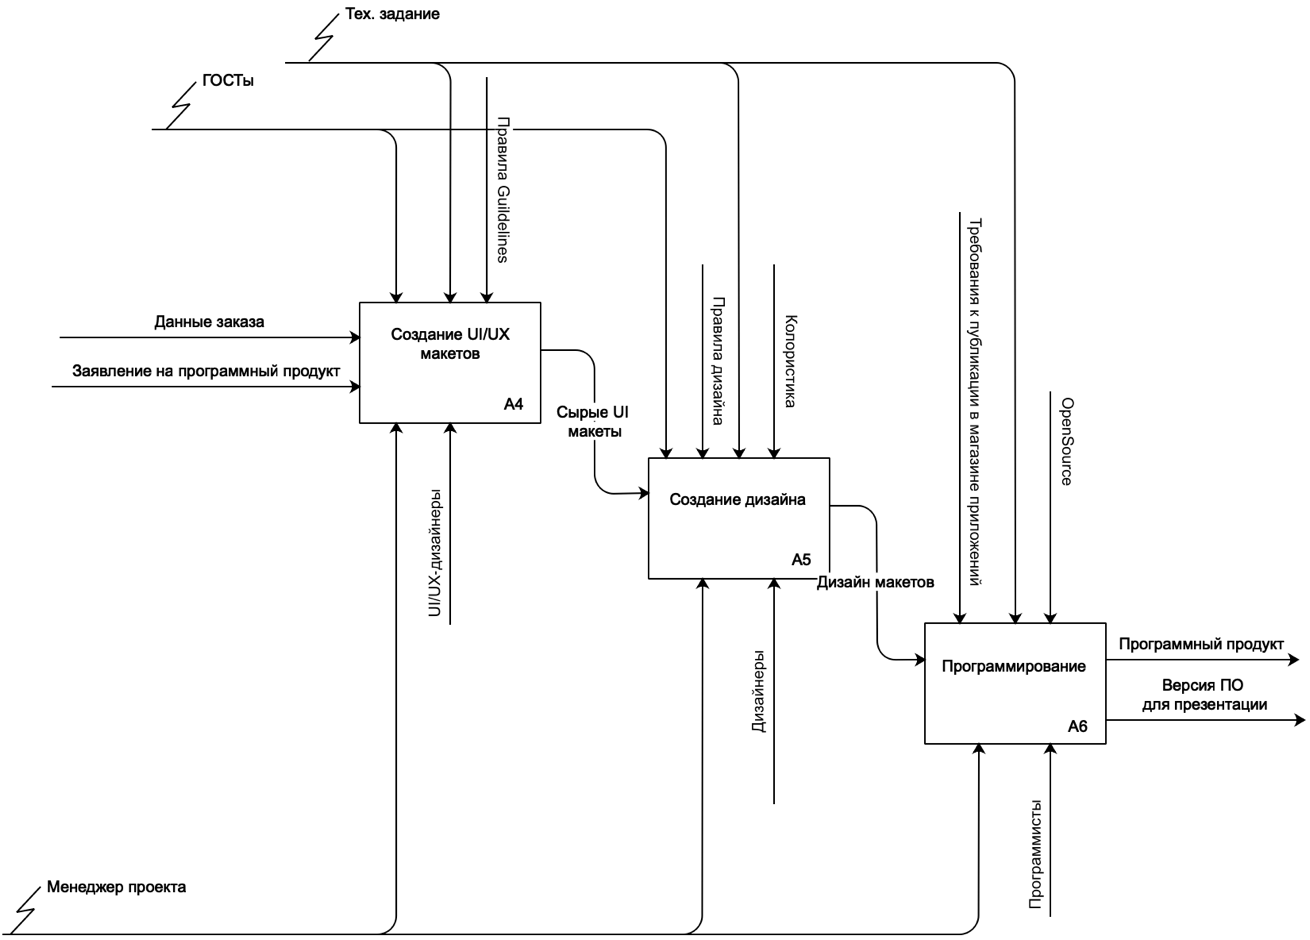 Тех. задание
ГОСТы
Правила Guildelines
Данные заказа
Заявление на программный продукт
Создание UI/UX
макетов
A4
Сырые UI
макеты
UI/UX-дизайнеры
Правила дизайна
Колористика
Создание дизайна
A5
Дизайн макетов
Дизайнеры
Требования к публикации в магазине приложений
OpenSource
Программирование
A6
Программный продукт
Версия ПО
для презентации
Программисты
Менеджер проекта